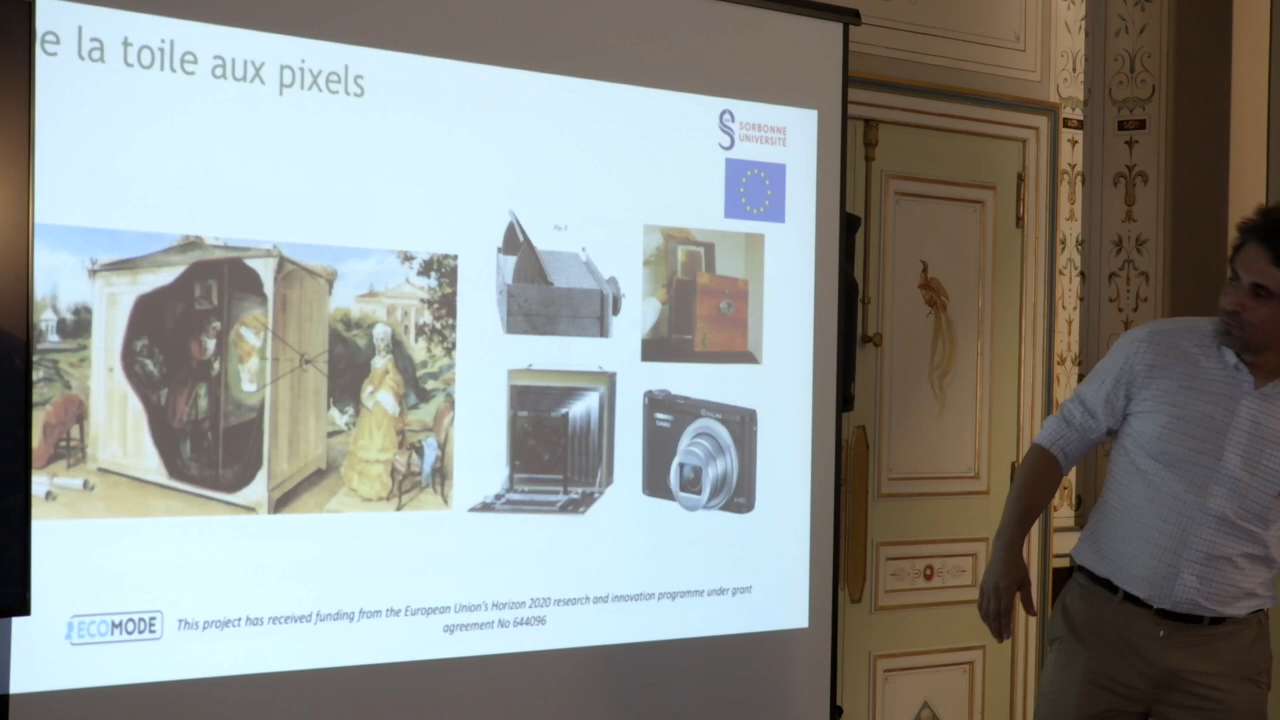 e la toile aux pixels
SORBONNE
UNIVERSITÉ
ECOMODE
This project has received funding from the European Union's Horizon 2020 research and innovation programme under grant
agreement No 644096